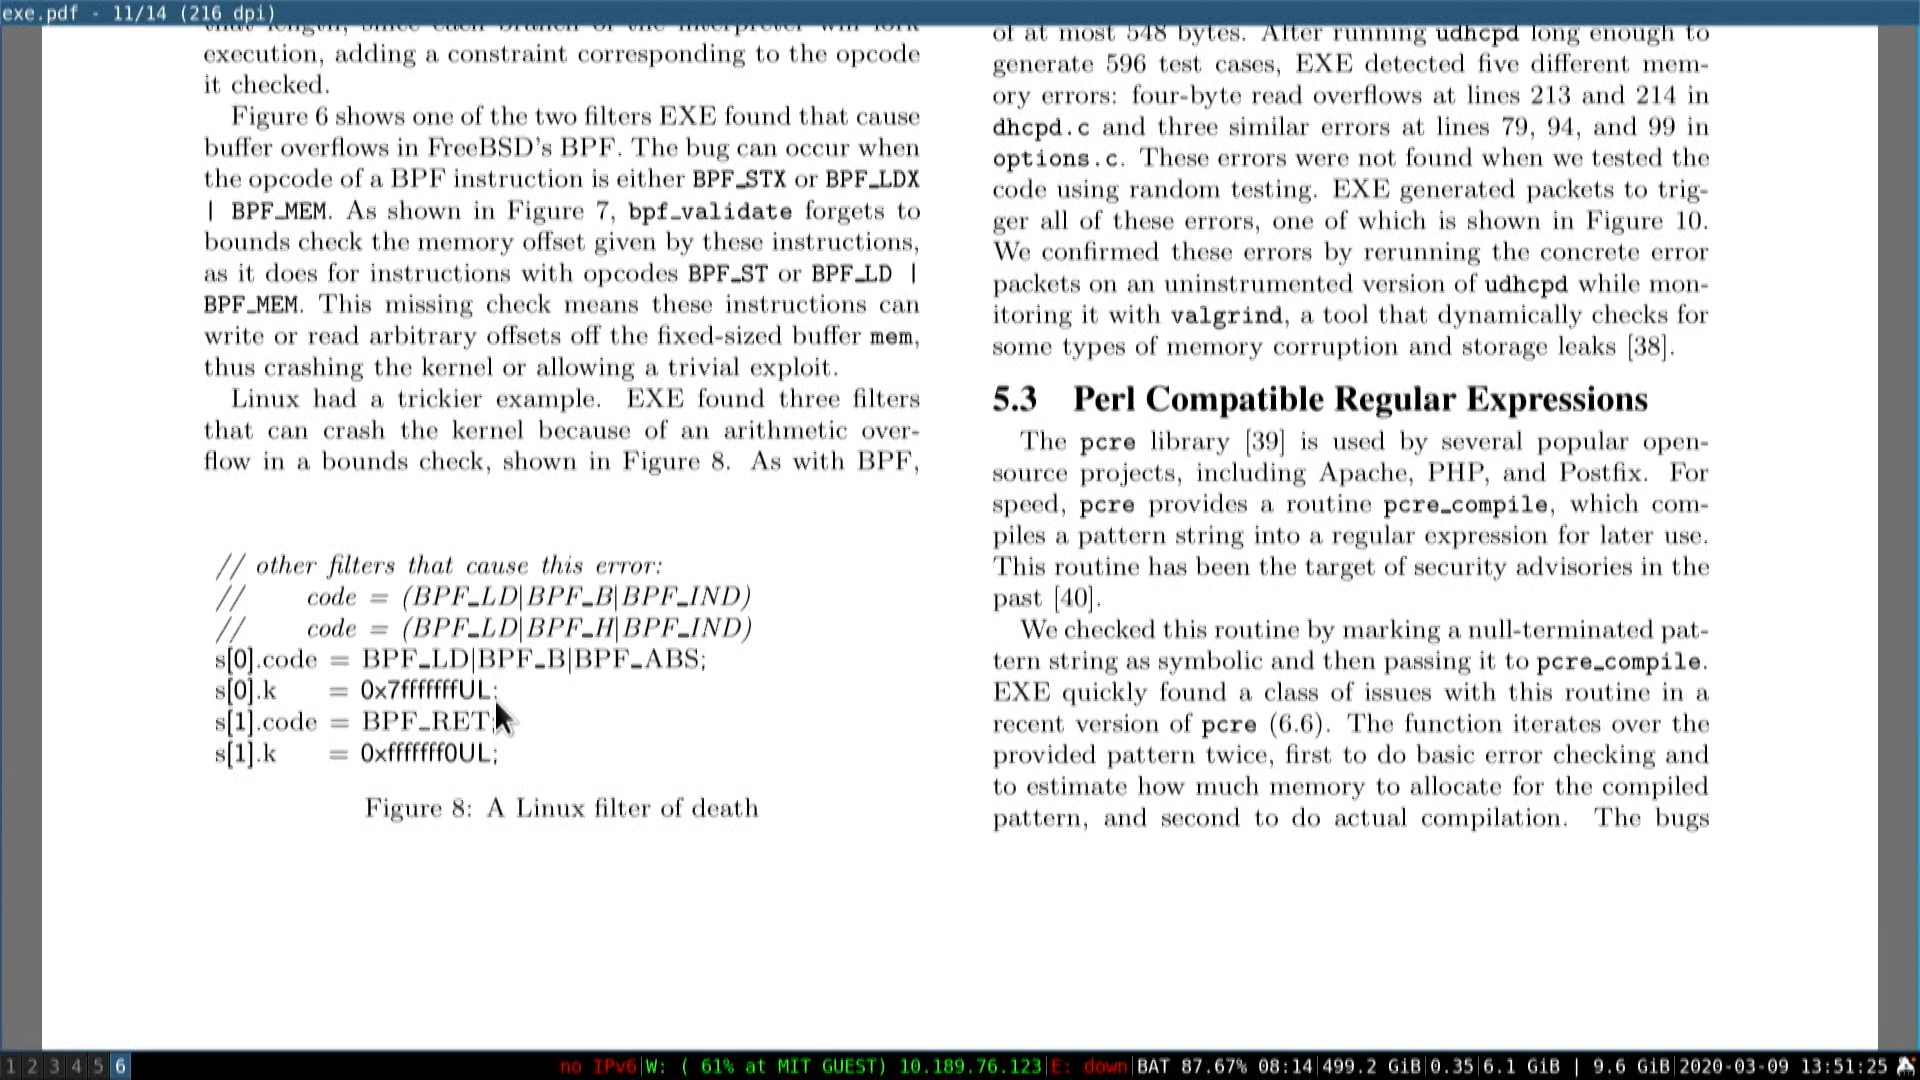 exe.pdf - 11/14 (216 dpi)
that length, since each branch of the interpreter will fork
execution, adding a constraint corresponding to the opcode
it checked.
Figure 6 shows one of the two filters EXE found that cause
buffer overflows in FreeBSD's BPF. The bug can occur when
the opcode of a BPF instruction is either BPF_STX or BPF_LDX
| BPF_MEM. As shown in Figure 7, bpf_validate forgets to
bounds check the memory offset given by these instructions,
as it does for instructions with opcodes BPF_ST or BPF_LD |
BPF_MEM. This missing check means these instructions can
write or read arbitrary offsets off the fixed-sized buffer mem,
thus crashing the kernel or allowing a trivial exploit.
Linux had a trickier example. EXE found three filters
that can crash the kernel because of an arithmetic over-
flow in a bounds check, shown in Figure 8. As with BPF,
// other filters that cause this error:
// code = (BPF_LD|BPF_B|BPF_IND)
// code = (BPF_LD|BPF_H|BPF_IND)
s[0].code = BPF_LD|BPF_B|BPF_ABS;
s[0].k = 0x7fffffffUL;
s[1].code = BPF_RET;
s[1].k = 0xfffffff0UL;
Figure 8: A Linux filter of death
of at most 548 bytes. After running udhcpd long enough to
generate 596 test cases, EXE detected five different mem-
ory errors: four-byte read overflows at lines 213 and 214 in
dhcpd.c and three similar errors at lines 79, 94, and 99 in
options.c. These errors were not found when we tested the
code using random testing. EXE generated packets to trig-
ger all of these errors, one of which is shown in Figure 10.
We confirmed these errors by rerunning the concrete error
packets on an uninstrumented version of udhcpd while mon-
itoring it with valgrind, a tool that dynamically checks for
some types of memory corruption and storage leaks [38].
5.3 Perl Compatible Regular Expressions
The pcre library [39] is used by several popular open-
source projects, including Apache, PHP, and Postfix. For
speed, pcre provides a routine pcre_compile, which com-
piles a pattern string into a regular expression for later use.
This routine has been the target of security advisories in the
past [40].
We checked this routine by marking a null-terminated pat-
tern string as symbolic and then passing it to pcre_compile.
EXE quickly found a class of issues with this routine in a
recent version of pcre (6.6). The function iterates over the
provided pattern twice, first to do basic error checking and
to estimate how much memory to allocate for the compiled
pattern, and second to do actual compilation. The bugs
1 2 3 4 5 6
no IPv6|W: ( 61% at MIT GUEST) 10.189.76.123|E: down|BAT 87.67% 08:14|499.2 GiB|0.35|6.1 GiB | 9.6 GiB|2020-03-09 13:51:25